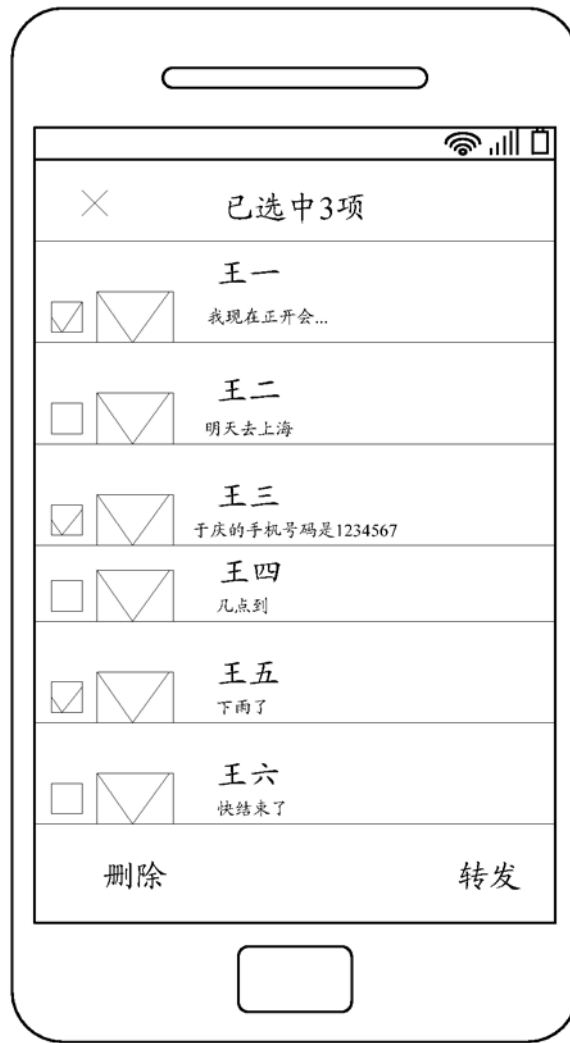 已选中3项
王一
我现在正开会...
王二
明天去上海
王三
于庆的手机号码是1234567
王四
几点到
王五
下雨了
王六
快结束了
删除
转发